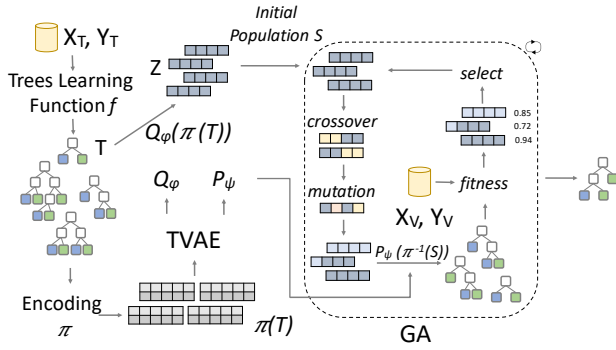 X_T, Y_T
Trees Learning
Function f
T
Z
Q_φ(π(T))
Q_φ
P_ψ
TVAE
Encoding
π
π(T)
Initial
Population S
crossover
mutation
P_ψ (π⁻¹(S))
select
0.85
0.72
0.94
fitness
X_V, Y_V
GA